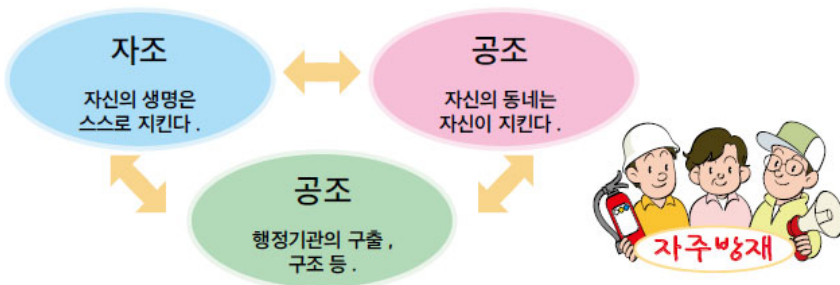 자조
자신의 생명은
스스로 지킨다 .
공조
자신의 동네는
자신이 지킨다 .
공조
행정기관의 구출 ,
구조 등 .
자주방재